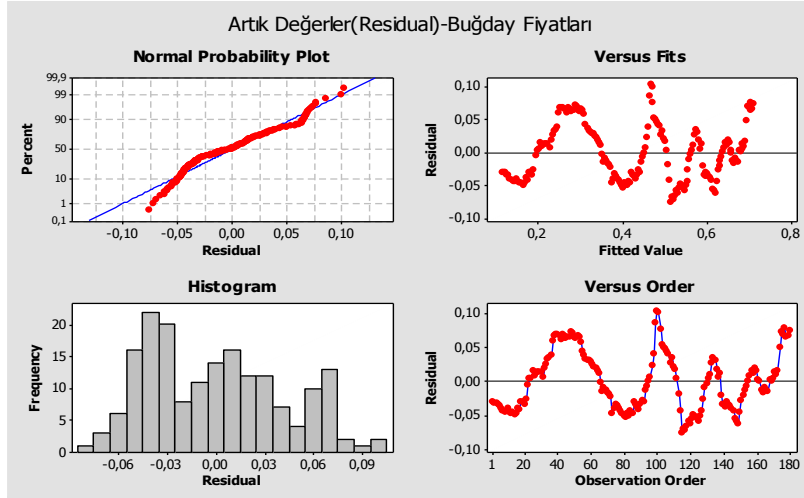 Artık Değerler(Residual)-Buğday Fiyatları
Normal Probability Plot
99,9
99
90
50
10
1
0,1
Percent
-0,10 -0,05 0,00 0,05 0,10
Residual
Versus Fits
0,10
0,05
0,00
-0,05
-0,10
Residual
0,2 0,4 0,6 0,8
Fitted Value
Histogram
20
15
10
5
0
Frequency
-0,06 -0,03 0,00 0,03 0,06 0,09
Residual
Versus Order
0,10
0,05
0,00
-0,05
-0,10
Residual
1 20 40 60 80 100 120 140 160 180
Observation Order